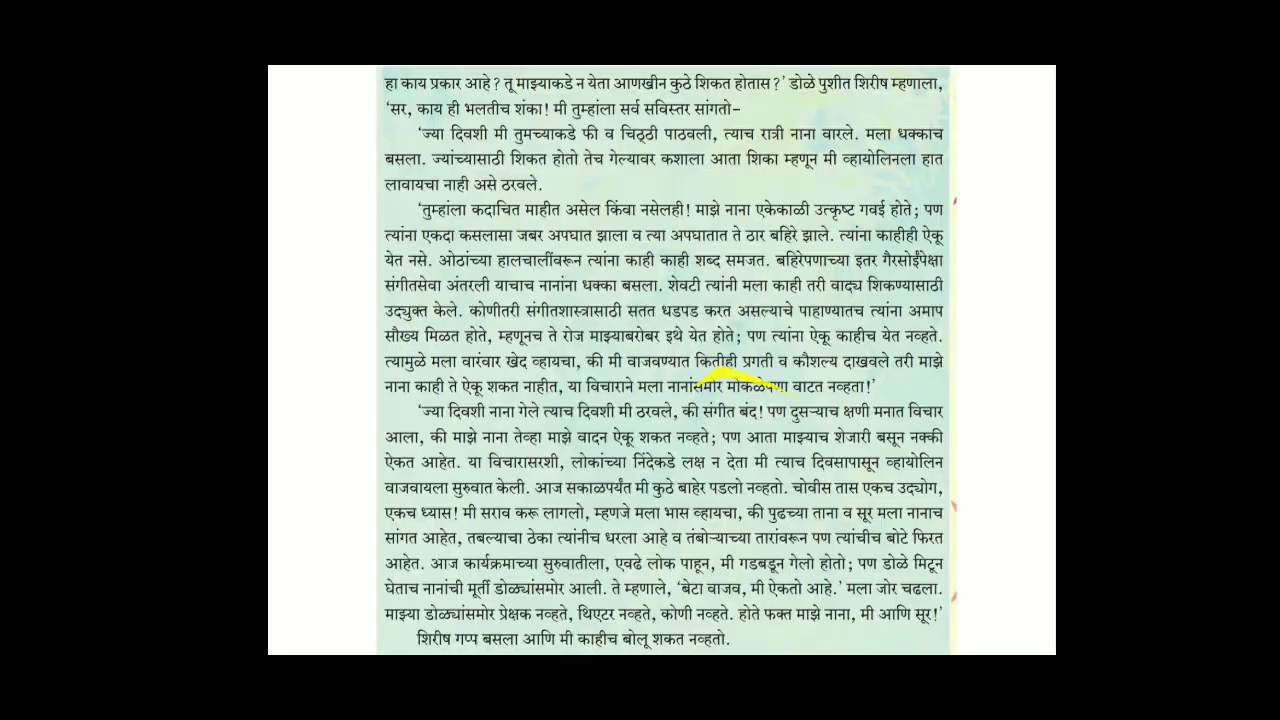 हा काय प्रकार आहे? तू माझ्याकडे न येता आणखीन कुठे शिकत होतास?’ डोळे पुशीत शिरीष म्हणाला,
‘सर, काय ही भलतीच शंका! मी तुम्हांला सर्व सविस्तर सांगतो–
‘ज्या दिवशी मी तुमच्याकडे फी व चिठ्ठी पाठवली, त्याच रात्री नाना वारले. मला धक्काच
बसला. ज्यांच्यासाठी शिकत होतो तेच गेल्यावर कशाला आता शिका म्हणून मी व्हायोलिनला हात
लावायचा नाही असे ठरवले.
‘तुम्हांला कदाचित माहीत असेल किंवा नसेलही! माझे नाना एकेकाळी उत्कृष्ट गवई होते; पण
त्यांना एकदा कसलासा जबर अपघात झाला व त्या अपघातात ते ठार बहिरे झाले. त्यांना काहीही ऐकू
येत नसे. ओठांच्या हालचालींवरून त्यांना काही काही शब्द समजत. बहिरेपणाच्या इतर गैरसोईंपेक्षा
संगीतसेवा अंतरली याचाच नानांना धक्का बसला. शेवटी त्यांनी मला काही तरी वाद्य शिकण्यासाठी
उद्युक्त केले. कोणीतरी संगीतशास्त्रासाठी सतत धडपड करत असल्याचे पाहाण्यातच त्यांना अमाप
सौख्य मिळत होते, म्हणूनच ते रोज माझ्याबरोबर इथे येत होते; पण त्यांना ऐकू काहीच येत नव्हते.
त्यामुळे मला वारंवार खेद व्हायचा, की मी वाजवण्यात कितीही प्रगती व कौशल्य दाखवले तरी माझे
नाना काही ते ऐकू शकत नाहीत, या विचाराने मला नानांसमोर मोकळेपणा वाटत नव्हता!’
‘ज्या दिवशी नाना गेले त्याच दिवशी मी ठरवले, की संगीत बंद! पण दुसऱ्याच क्षणी मनात विचार
आला, की माझे नाना तेव्हा माझे वादन ऐकू शकत नव्हते; पण आता माझ्याच शेजारी बसून नक्की
ऐकत आहेत. या विचारासरशी, लोकांच्या निंदेकडे लक्ष न देता मी त्याच दिवसापासून व्हायोलिन
वाजवायला सुरुवात केली. आज सकाळपर्यंत मी कुठे बाहेर पडलो नव्हतो. चोवीस तास एकच उद्योग,
एकच ध्यास! मी सराव करू लागलो, म्हणजे मला भास व्हायचा, की पुढच्या ताना व सूर मला नानाच
सांगत आहेत, तबल्याचा ठेका त्यांनीच धरला आहे व तंबोऱ्याच्या तारांवरून पण त्यांचीच बोटे फिरत
आहेत. आज कार्यक्रमाच्या सुरुवातीला, एवढे लोक पाहून, मी गडबडून गेलो होतो; पण डोळे मिटून
घेताच नानांची मूर्ती डोळ्यांसमोर आली. ते म्हणाले, ‘बेटा वाजव, मी ऐकतो आहे.’ मला जोर चढला.
माझ्या डोळ्यांसमोर प्रेक्षक नव्हते, थिएटर नव्हते, कोणी नव्हते. होते फक्त माझे नाना, मी आणि सूर!’
शिरीष गप्प बसला आणि मी काहीच बोलू शकत नव्हतो.